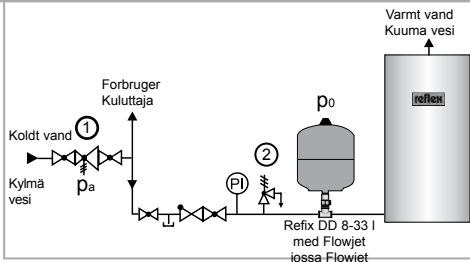 Varmt vand
Kuuma vesi
Forbruger
Kuluttaja
reflex
p0
1
Koldt vand
2
PI
pa
Kylmä
vesi
Refix DD 8-33 l
med Flowjet
jossa Flowjet